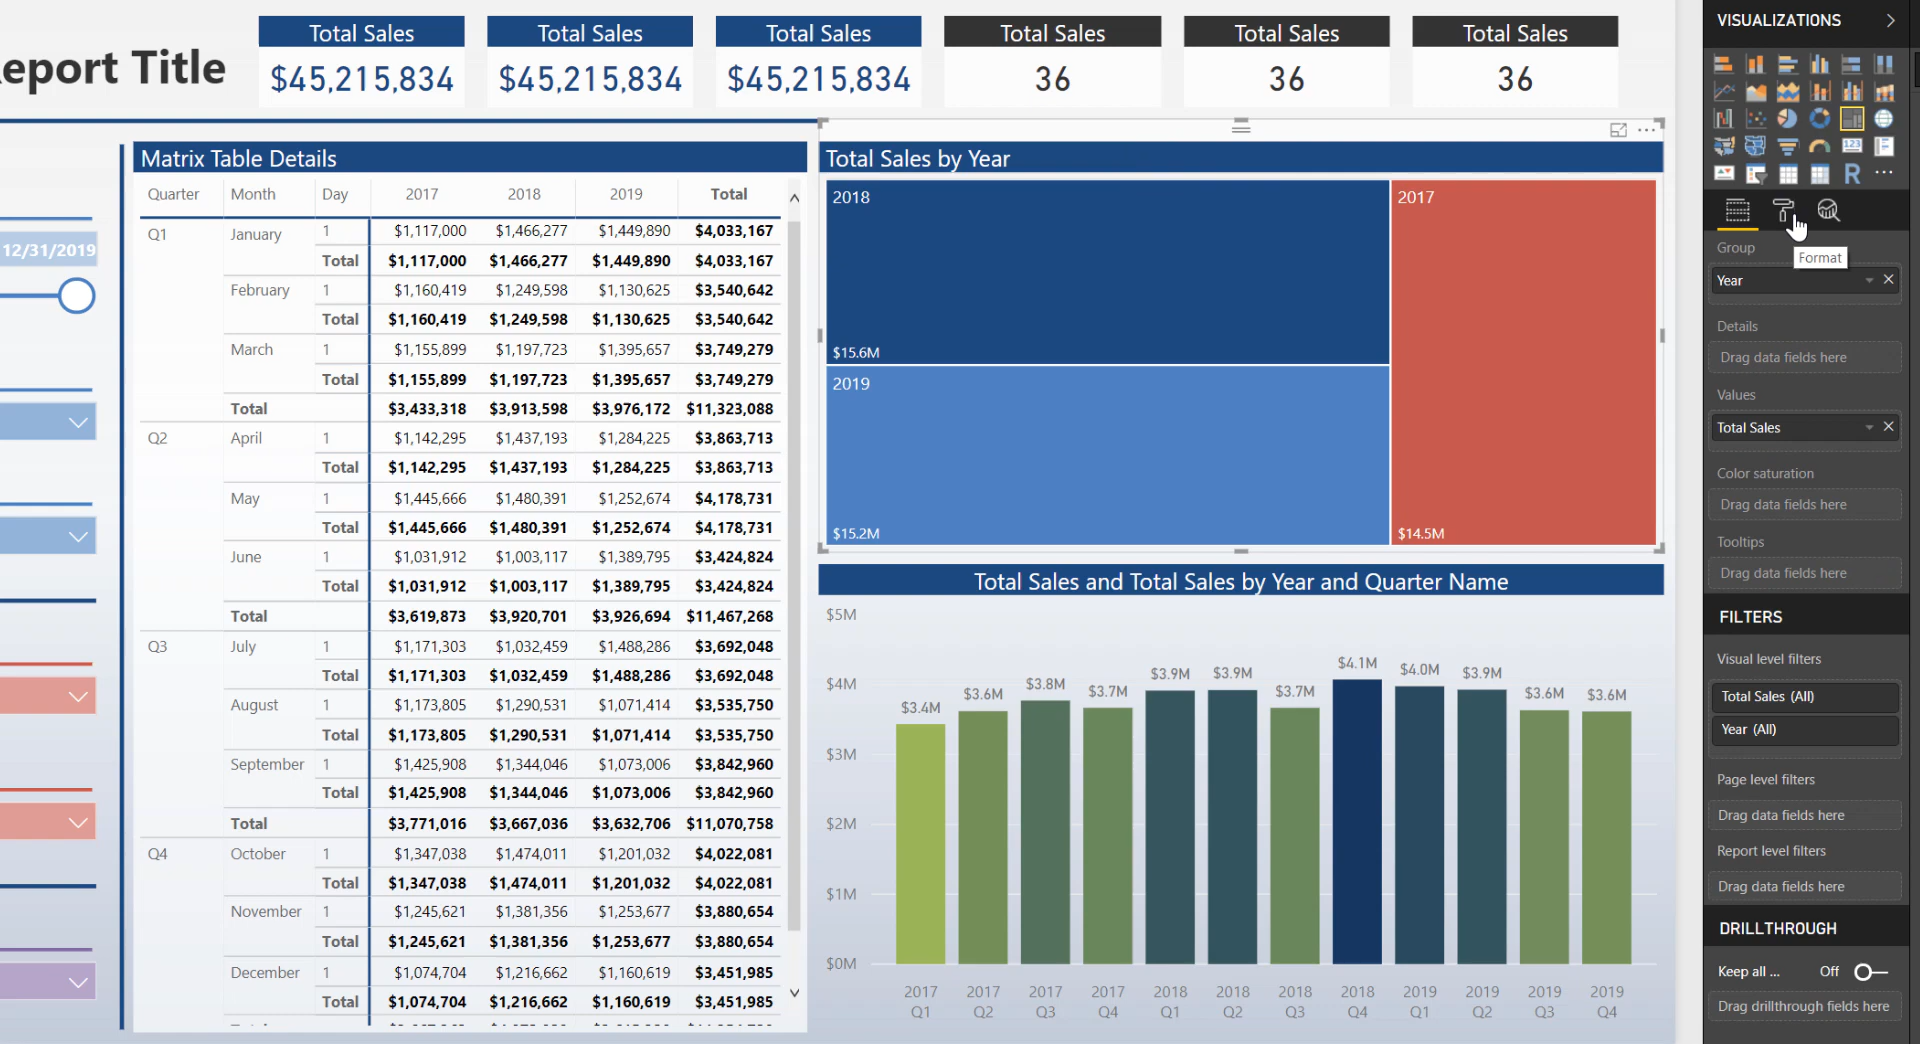 eport Title
Total Sales
$45,215,834
Total Sales
$45,215,834
Total Sales
$45,215,834
Total Sales
36
Total Sales
36
Total Sales
36
12/31/2019
Matrix Table Details
Quarter Month Day 2017 2018 2019 Total
Q1 January 1 $1,117,000 $1,466,277 $1,449,890 $4,033,167
Total $1,117,000 $1,466,277 $1,449,890 $4,033,167
February 1 $1,160,419 $1,249,598 $1,130,625 $3,540,642
Total $1,160,419 $1,249,598 $1,130,625 $3,540,642
March 1 $1,155,899 $1,197,723 $1,395,657 $3,749,279
Total $1,155,899 $1,197,723 $1,395,657 $3,749,279
Total $3,433,318 $3,913,598 $3,976,172 $11,323,088
Q2 April 1 $1,142,295 $1,437,193 $1,284,225 $3,863,713
Total $1,142,295 $1,437,193 $1,284,225 $3,863,713
May 1 $1,445,666 $1,480,391 $1,252,674 $4,178,731
Total $1,445,666 $1,480,391 $1,252,674 $4,178,731
June 1 $1,031,912 $1,003,117 $1,389,795 $3,424,824
Total $1,031,912 $1,003,117 $1,389,795 $3,424,824
Total $3,619,873 $3,920,701 $3,926,694 $11,467,268
Q3 July 1 $1,171,303 $1,032,459 $1,488,286 $3,692,048
Total $1,171,303 $1,032,459 $1,488,286 $3,692,048
August 1 $1,173,805 $1,290,531 $1,071,414 $3,535,750
Total $1,173,805 $1,290,531 $1,071,414 $3,535,750
September 1 $1,425,908 $1,344,046 $1,073,006 $3,842,960
Total $1,425,908 $1,344,046 $1,073,006 $3,842,960
Total $3,771,016 $3,667,036 $3,632,706 $11,070,758
Q4 October 1 $1,347,038 $1,474,011 $1,201,032 $4,022,081
Total $1,347,038 $1,474,011 $1,201,032 $4,022,081
November 1 $1,245,621 $1,381,356 $1,253,677 $3,880,654
Total $1,245,621 $1,381,356 $1,253,677 $3,880,654
December 1 $1,074,704 $1,216,662 $1,160,619 $3,451,985
Total $1,074,704 $1,216,662 $1,160,619 $3,451,985
Total Sales by Year
2018
$15.6M
2019
$15.2M
2017
$14.5M
Total Sales and Total Sales by Year and Quarter Name
$5M
$4M
$3M
$2M
$1M
$0M
$3.4M $3.6M $3.8M $3.7M $3.9M $3.9M $3.7M $4.1M $4.0M $3.9M $3.6M $3.6M
2017 2017 2017 2017 2018 2018 2018 2018 2019 2019 2019 2019
Q1 Q2 Q3 Q4 Q1 Q2 Q3 Q4 Q1 Q2 Q3 Q4
VISUALIZATIONS
123
R
Format
Group
Year
Details
Drag data fields here
Values
Total Sales
Color saturation
Drag data fields here
Tooltips
Drag data fields here
FILTERS
Visual level filters
Total Sales (All)
Year (All)
Page level filters
Drag data fields here
Report level filters
Drag data fields here
DRILLTHROUGH
Keep all ... Off
Drag drillthrough fields here